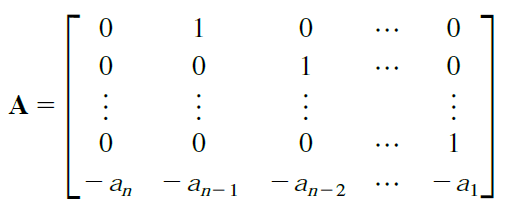 0 1 0 ⋯ 0
0 0 1 ⋯ 0
A = ⋮ ⋮ ⋮ ⋮
0 0 0 ⋯ 1
−aₙ −aₙ₋₁ −aₙ₋₂ ⋯ −a₁